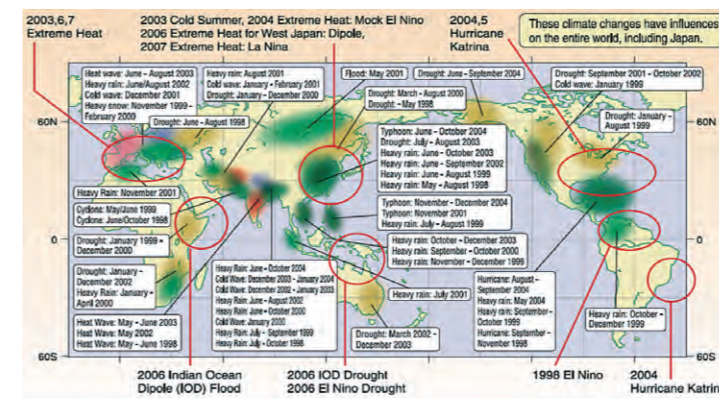 2003,6,7
Extreme Heat
2003 Cold Summer, 2004 Extreme Heat: Mock El Nino
2006 Extreme Heat for West Japan: Dipole,
2007 Extreme Heat: La Nina
2004,5
Hurricane
Katrina
These climate changes have influences
on the entire world, including Japan.
Heat wave: June - August 2003
Heavy rain: June/August 2002
Cold wave: December 2001
Heavy snow: November 1999 -
February 2000
Heavy rain: August 2001
Cold wave: January - February 2001
Drought: January - December 2000
Flood: May 2001
Drought: June - September 2004
Drought: September 2001 - October 2002
Cold wave: January 1999
Drought: March - August 2000
Drought: - May 1998
Drought: June - August 1998
Drought: January -
August 1999
60N
60N
Typhoon: June - October 2004
Drought: July - August 2003
Heavy rain: June - October 2003
Heavy rain: June - September 2002
Heavy rain: June - August 1999
Heavy rain: May - August 1998
Heavy Rain: November 2001
Cyclone: May/June 1999
Cyclone: June/October 1998
Typhoon: November - December 2004
Typhoon: November 2001
Heavy rain: July - August 1999
0
0
Drought: January 1999 -
December 2000
Heavy rain: October - December 2003
Heavy rain: September - October 2000
Heavy rain: November - December 1999
Drought: January -
December 2002
Heavy Rain: January -
April 2000
Heavy Rain: June - October 2004
Cold Wave: December 2003 - January 2004
Cold Wave: December 2002 - January 2003
Heavy Rain: June - August 2002
Heavy Rain: June - October 2000
Cold Wave: January 2000
Heavy Rain: July - September 1999
Heavy Rain: July - October 1998
Heavy rain: July 2001
Hurricane: August -
September 2004
Heavy rain: May 2004
Heavy rain: September -
October 1999
Hurricane: September -
November 1998
Heavy rain: October -
December 1999
Heat Wave: May - June 2003
Heat Wave: May 2002
Heat Wave: May - June 1998
Drought: March 2002 -
December 2003
60S
60S
2006 Indian Ocean
Dipole (IOD) Flood
2006 IOD Drought
2006 El Nino Drought
1998 El Nino
2004
Hurricane Katrin